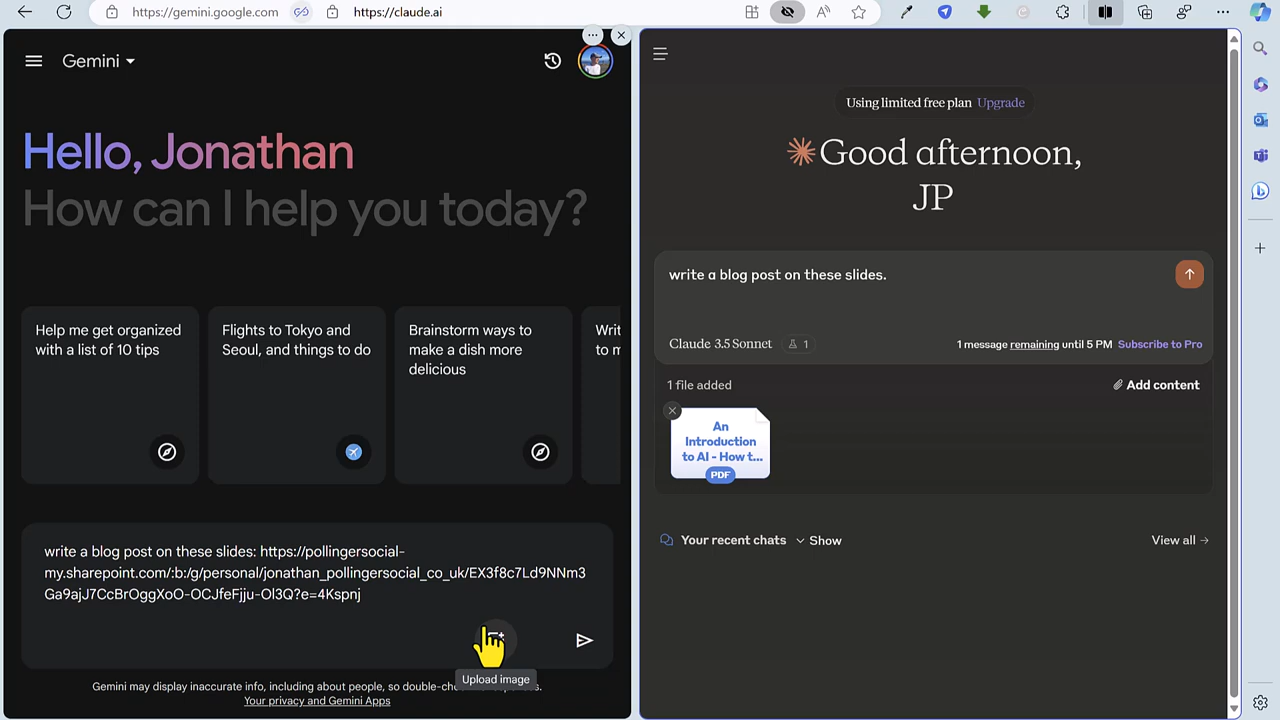 https://gemini.google.com
https://claude.ai
Gemini
Hello, Jonathan
How can I help you today?
Help me get organized
with a list of 10 tips
Flights to Tokyo and
Seoul, and things to do
Brainstorm ways to
make a dish more
delicious
Writ
to m
write a blog post on these slides: https://pollingersocial-
my.sharepoint.com/:b:/g/personal/jonathan_pollingersocial_co_uk/EX3f8c7Ld9NNm3
Ga9ajJ7CcBrOggXoO-OCJfeFjju-Ol3Q?e=4Kspnj
Upload image
Gemini may display inaccurate info, including about people, so double-ch
Your privacy and Gemini Apps
Using limited free plan Upgrade
Good afternoon,
JP
write a blog post on these slides.
Claude 3.5 Sonnet 1
1 message remaining until 5 PM Subscribe to Pro
1 file added
Add content
An
Introduction
to AI - How t...
PDF
Your recent chats Show
View all